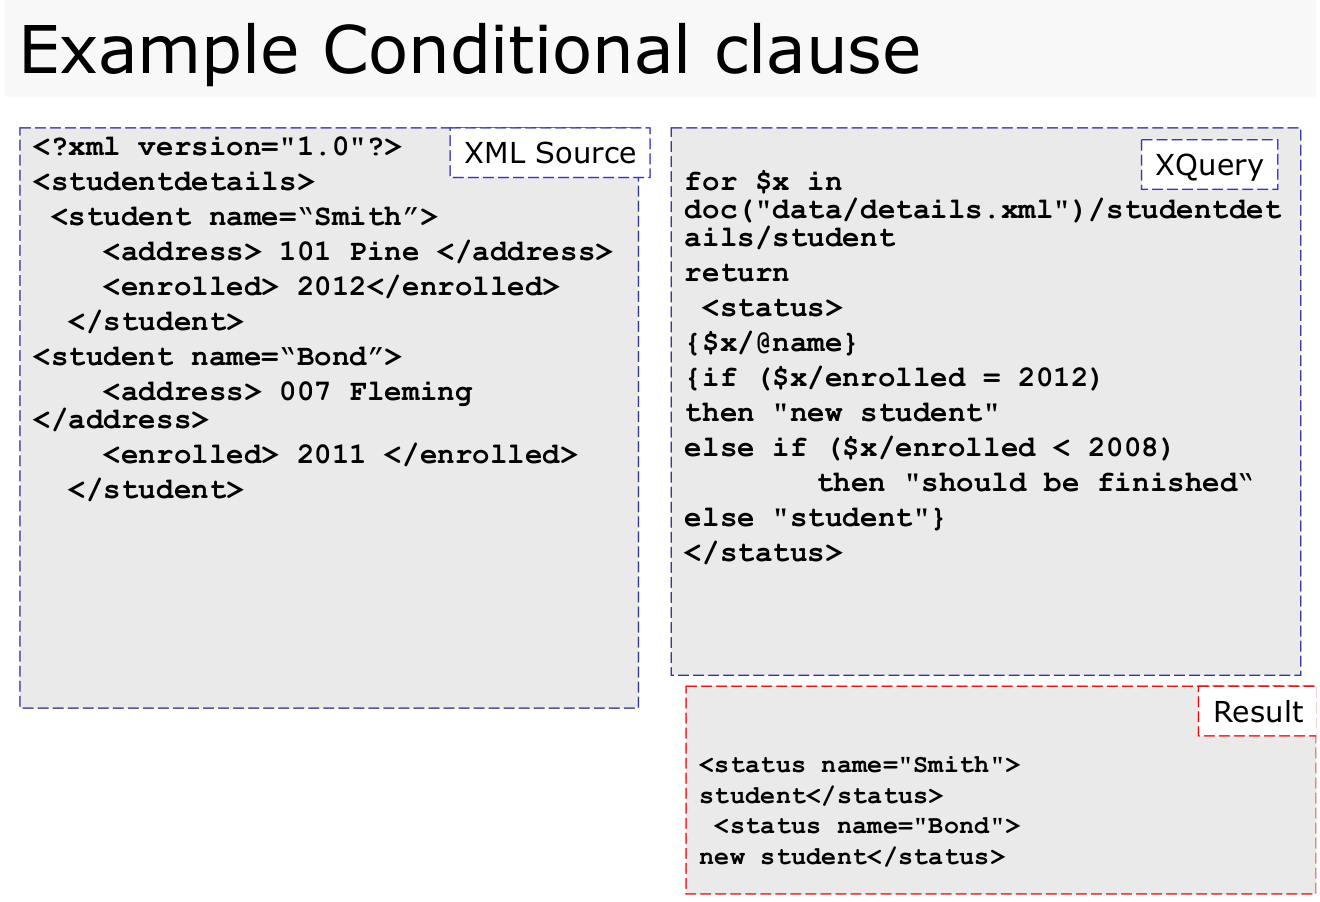 Example Conditional clause
XML Source
<?xml version="1.0"?>
<studentdetails>
<student name=“Smith”>
<address> 101 Pine </address>
<enrolled> 2012</enrolled>
</student>
<student name=“Bond”>
<address> 007 Fleming
</address>
<enrolled> 2011 </enrolled>
</student>
XQuery
for $x in
doc("data/details.xml")/studentdet
ails/student
return
<status>
{$x/@name}
{if ($x/enrolled = 2012)
then "new student"
else if ($x/enrolled < 2008)
then "should be finished“
else "student"}
</status>
Result
<status name="Smith">
student</status>
<status name="Bond">
new student</status>